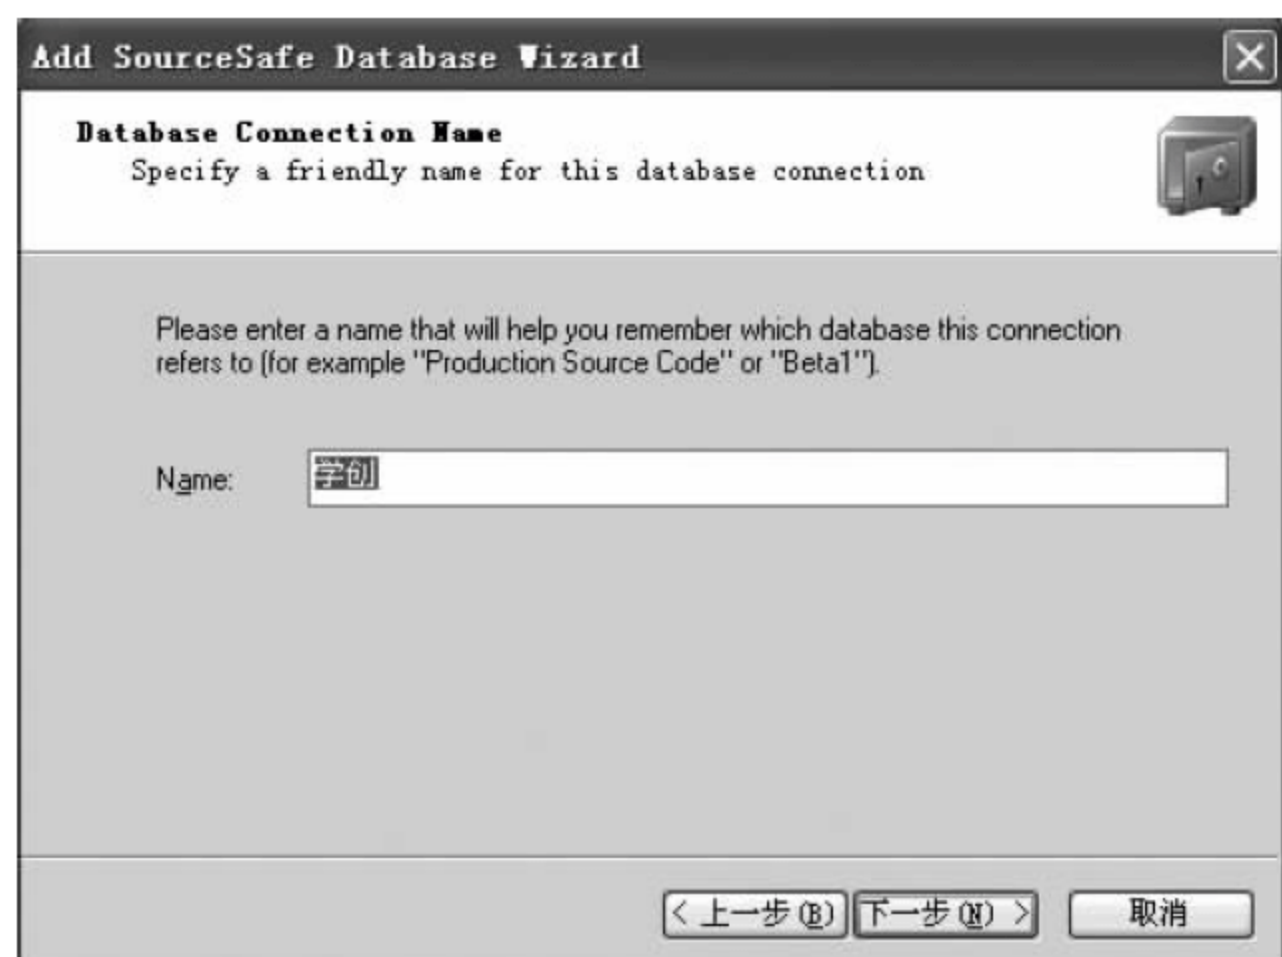 Add SourceSafe Database Wizard
Database Connection Name
Specify a friendly name for this database connection
Please enter a name that will help you remember which database this connection
refers to (for example "Production Source Code" or "Beta1").
Name: 学创
< 上一步(B) 下一步(N) > 取消